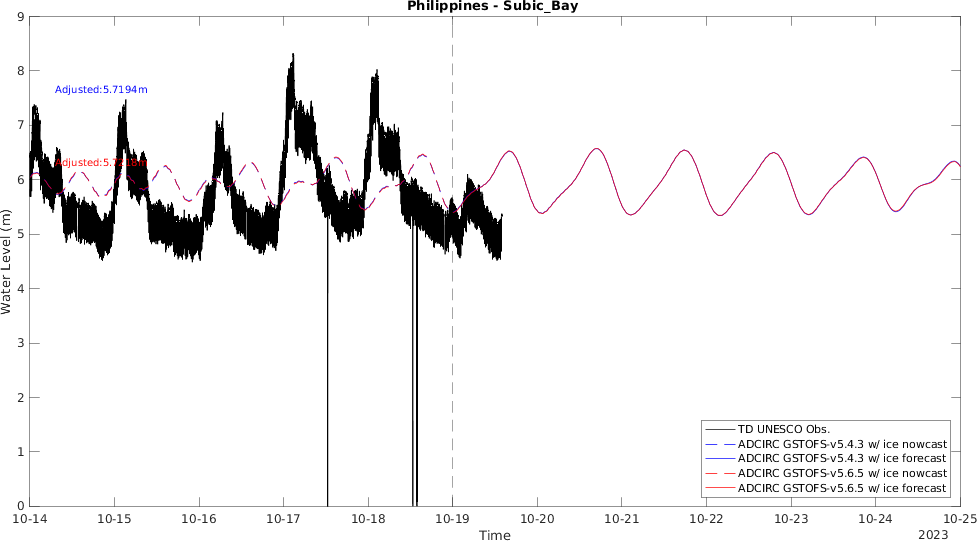 Philippines - Subic_Bay
9
8
7
6
5
4
3
2
1
0
Water Level (m)
Adjusted:5.7194m
10-14
10-15
10-16
10-17
10-18
10-19
10-20
10-21
10-22
10-23
10-24
10-25
Time
2023
TD UNESCO Obs.
ADCIRC GSTOFS-v5.4.3 w/ ice nowcast
ADCIRC GSTOFS-v5.4.3 w/ ice forecast
ADCIRC GSTOFS-v5.6.5 w/ ice nowcast
ADCIRC GSTOFS-v5.6.5 w/ ice forecast